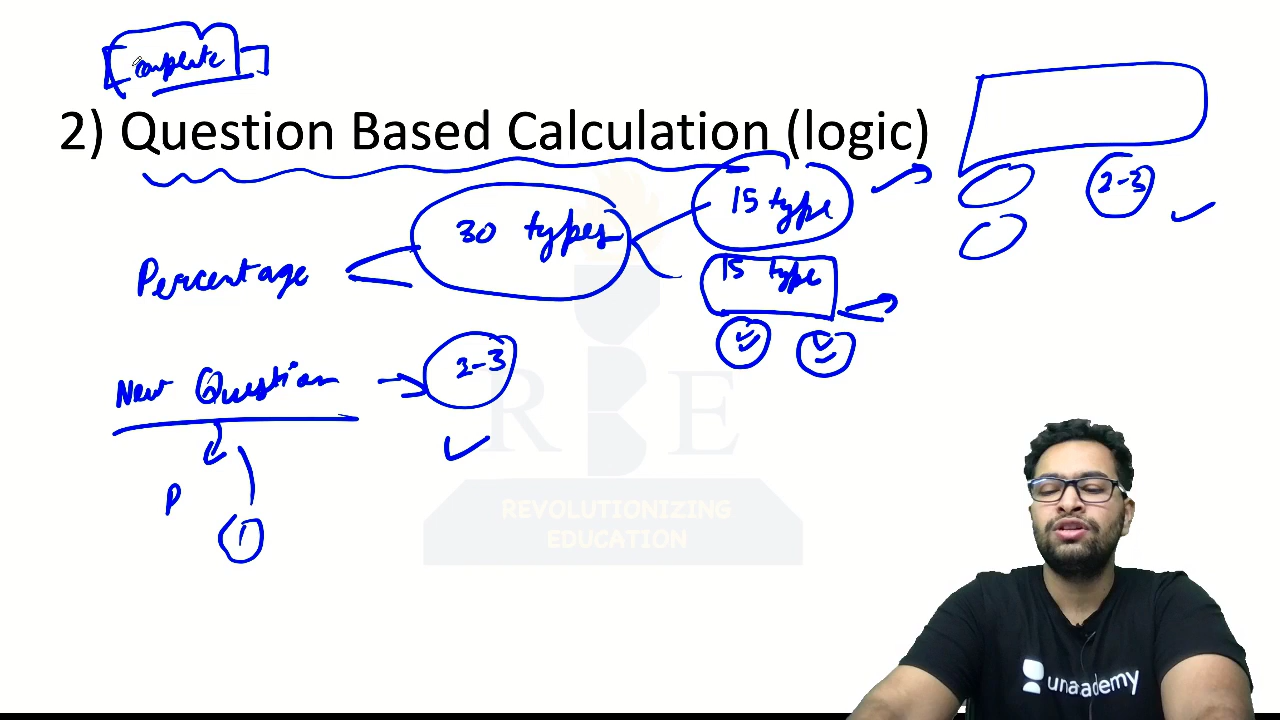 complete
2) Question Based Calculation (logic)
2-3
15 type
30 types
Percentage
15 type
New Question
2-3
P
1
R E
REVOLUTIONIZING
EDUCATION
unaademy